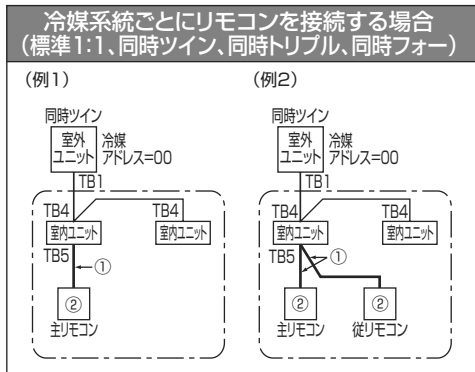 冷媒系統ごとにリモコンを接続する場合
(標準1:1、同時ツイン、同時トリプル、同時フォー)
(例1)
同時ツイン
室外
ユニット
冷媒
アドレス=00
TB1
TB4
TB4
室内ユニット
室内ユニット
TB5
①
②
主リモコン
(例2)
同時ツイン
室外
ユニット
冷媒
アドレス=00
TB1
TB4
TB4
室内ユニット
室内ユニット
TB5
①
②
②
主リモコン
従リモコン